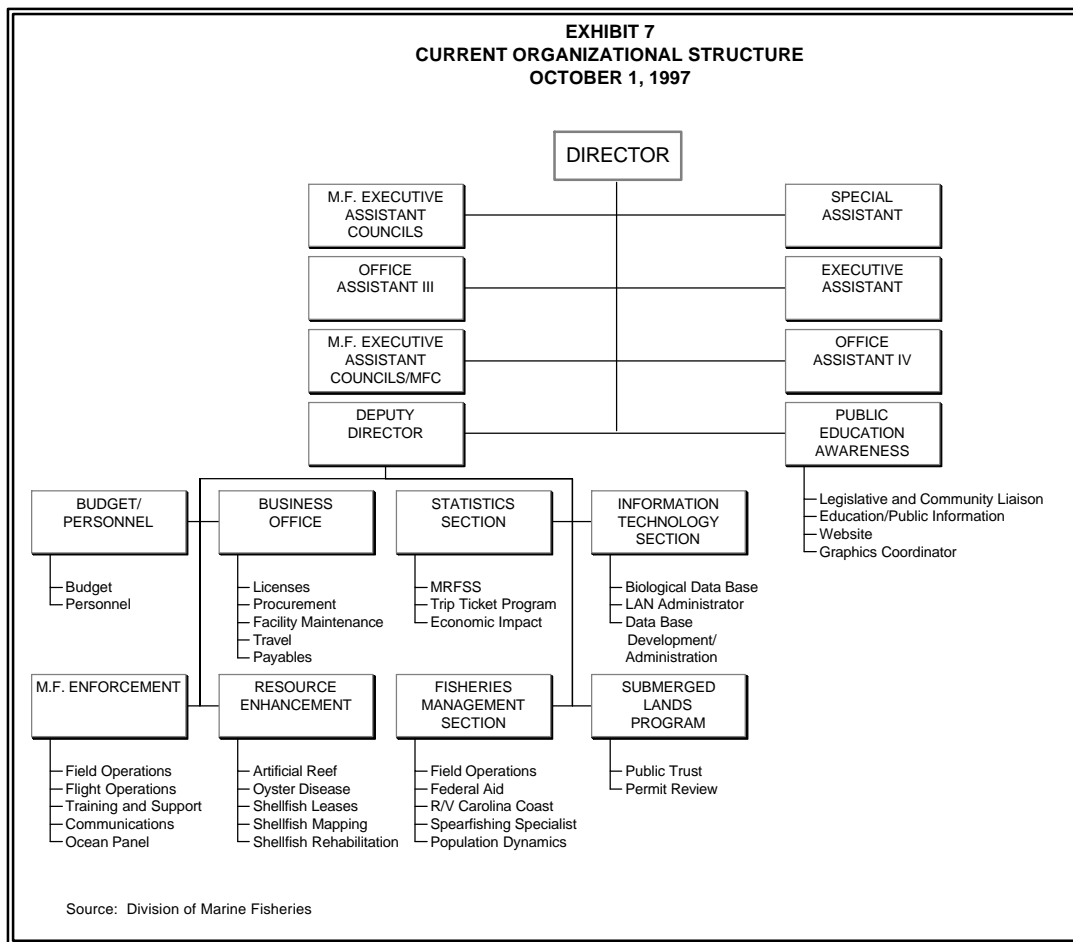 EXHIBIT 7
CURRENT ORGANIZATIONAL STRUCTURE
OCTOBER 1, 1997
DIRECTOR
M.F. EXECUTIVE
ASSISTANT
COUNCILS
SPECIAL
ASSISTANT
OFFICE
ASSISTANT III
EXECUTIVE
ASSISTANT
M.F. EXECUTIVE
ASSISTANT
COUNCILS/MFC
OFFICE
ASSISTANT IV
DEPUTY
DIRECTOR
PUBLIC
EDUCATION
AWARENESS
Legislative and Community Liaison
Education/Public Information
Website
Graphics Coordinator
BUDGET/
PERSONNEL
Budget
Personnel
BUSINESS
OFFICE
Licenses
Procurement
Facility Maintenance
Travel
Payables
STATISTICS
SECTION
MRFSS
Trip Ticket Program
Economic Impact
INFORMATION
TECHNOLOGY
SECTION
Biological Data Base
LAN Administrator
Data Base
Development/
Administration
M.F. ENFORCEMENT
Field Operations
Flight Operations
Training and Support
Communications
Ocean Panel
RESOURCE
ENHANCEMENT
Artificial Reef
Oyster Disease
Shellfish Leases
Shellfish Mapping
Shellfish Rehabilitation
FISHERIES
MANAGEMENT
SECTION
Field Operations
Federal Aid
R/V Carolina Coast
Spearfishing Specialist
Population Dynamics
SUBMERGED
LANDS
PROGRAM
Public Trust
Permit Review
Source: Division of Marine Fisheries